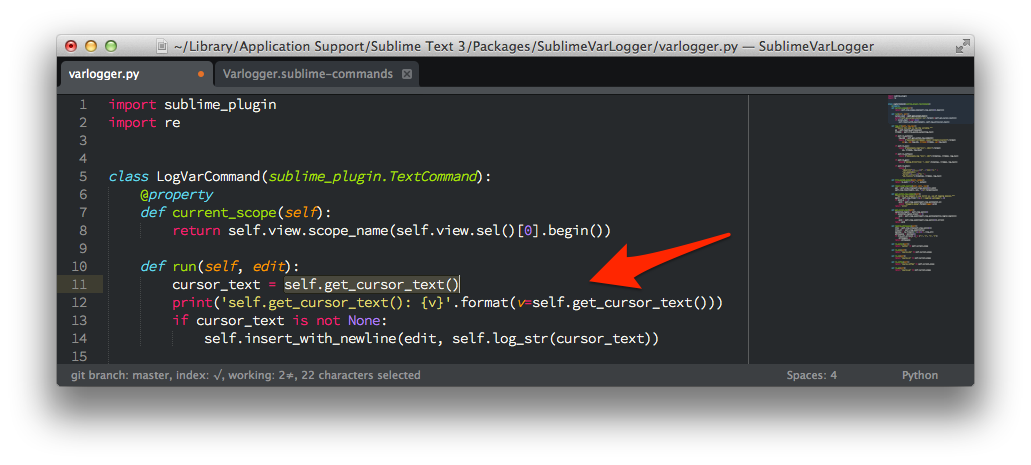 ~/Library/Application Support/Sublime Text 3/Packages/SublimeVarLogger/varlogger.py — SublimeVarLogger
varlogger.py Varlogger.sublime-commands
1 import sublime_plugin
2 import re
3
4
5 class LogVarCommand(sublime_plugin.TextCommand):
6     @property
7     def current_scope(self):
8         return self.view.scope_name(self.view.sel()[0].begin())
9
10     def run(self, edit):
11         cursor_text = self.get_cursor_text()
12         print('self.get_cursor_text(): {v}'.format(v=self.get_cursor_text()))
13         if cursor_text is not None:
14             self.insert_with_newline(edit, self.log_str(cursor_text))
15
git branch: master, index: √, working: 2≠, 22 characters selected Spaces: 4 Python